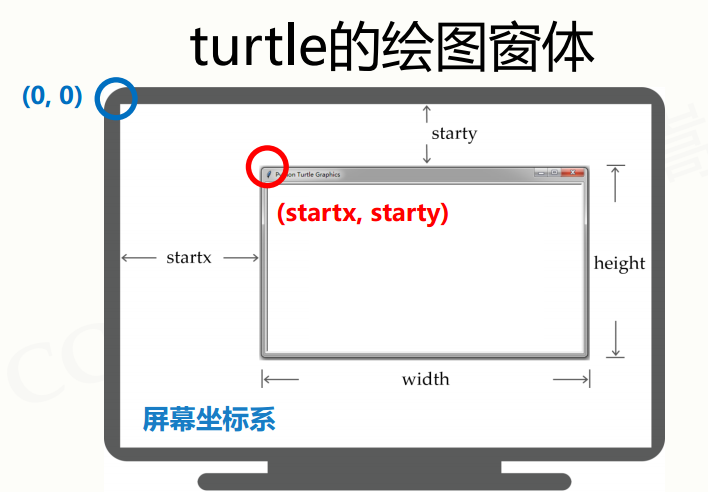 turtle的绘图窗体
(0, 0)
starty
Python Turtle Graphics
(startx, starty)
startx
height
width
屏幕坐标系